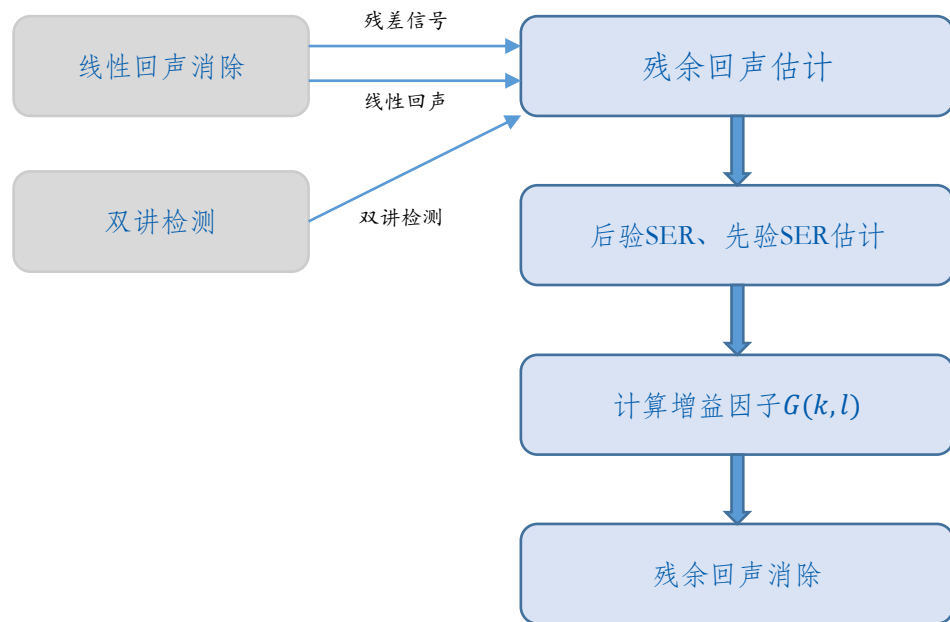 残差信号
线性回声消除
残余回声估计
线性回声
双讲检测
双讲检测
后验SER、先验SER估计
计算增益因子G(k,l)
残余回声消除